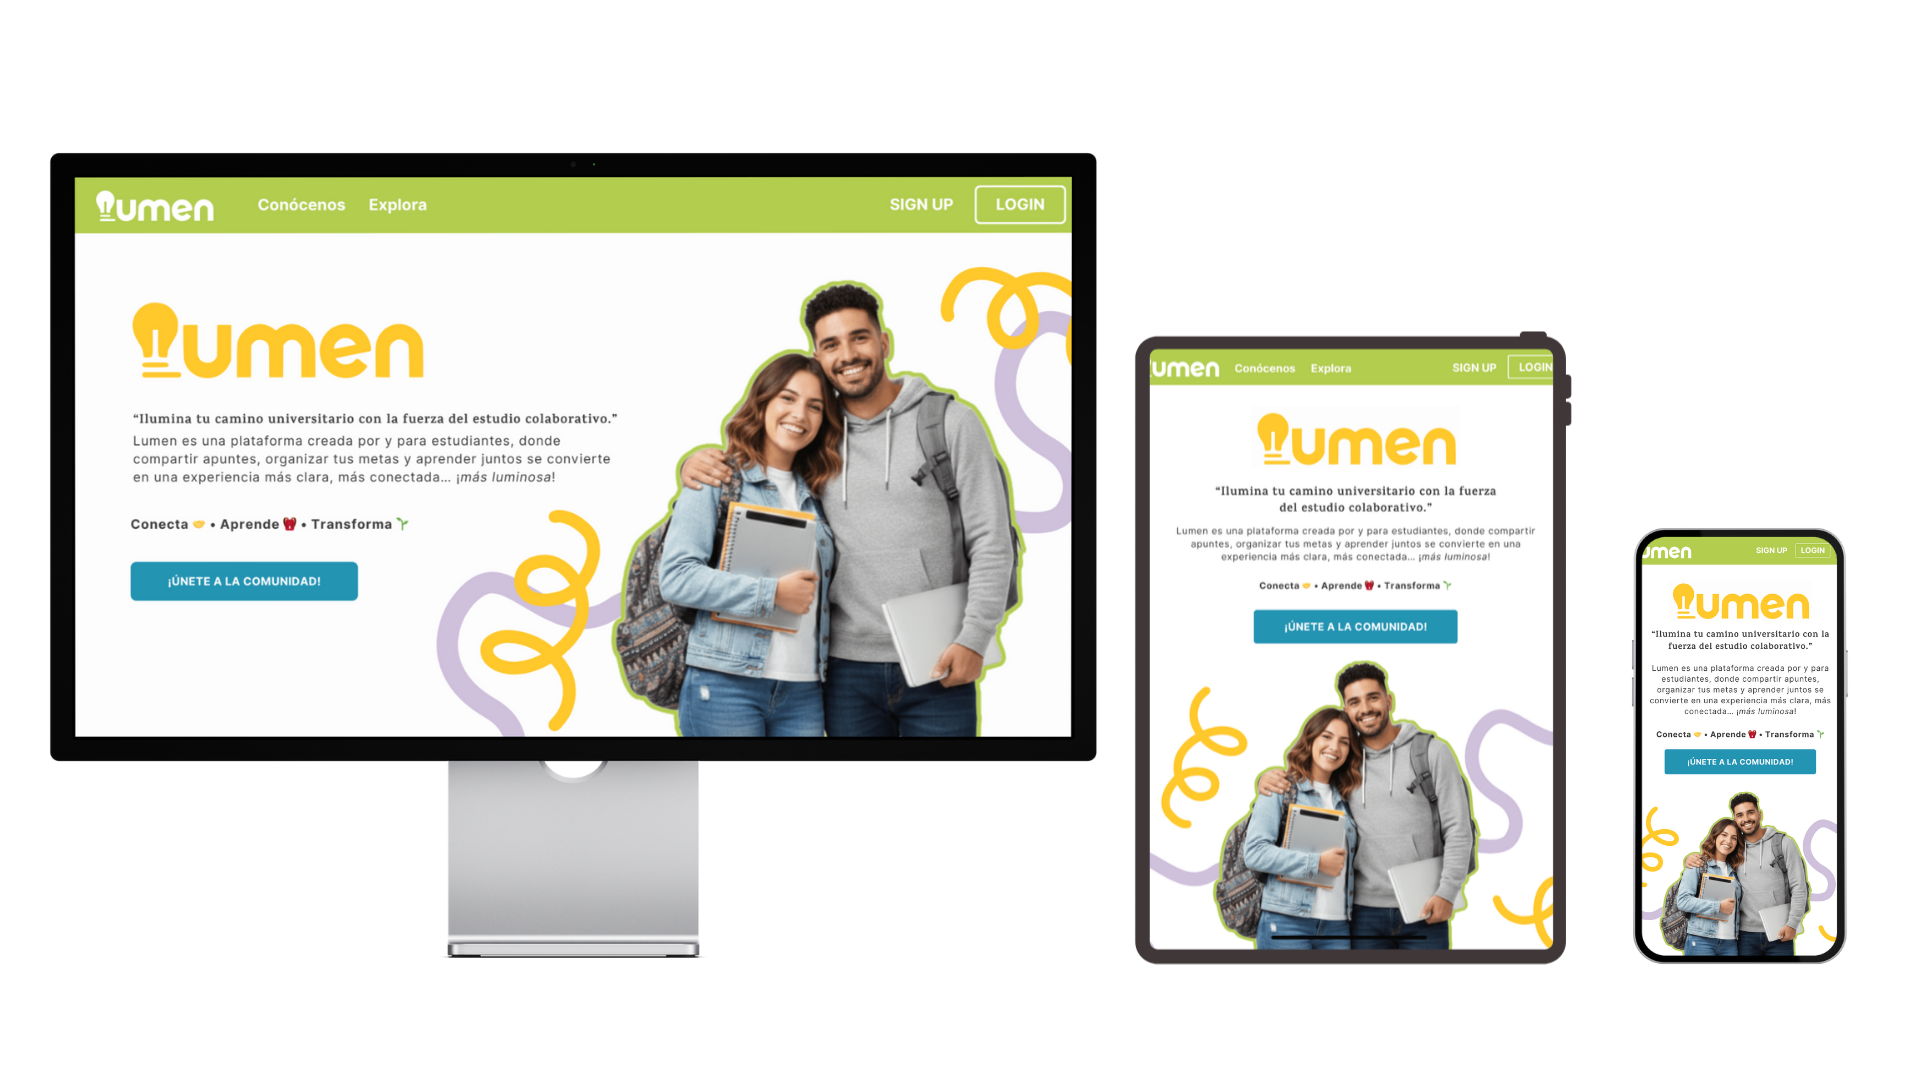 lumen
Conócenos Explora SIGN UP LOGIN
lumen
“Ilumina tu camino universitario con la fuerza del estudio colaborativo.”
Lumen es una plataforma creada por y para estudiantes, donde
compartir apuntes, organizar tus metas y aprender juntos se convierte
en una experiencia más clara, más conectada... ¡más luminosa!
Conecta 🤝 • Aprende 🎒 • Transforma 🌱
¡ÚNETE A LA COMUNIDAD!
umen Conócenos Explora SIGN UP LOGIN
lumen
“Ilumina tu camino universitario con la fuerza
del estudio colaborativo.”
Lumen es una plataforma creada por y para estudiantes, donde compartir
apuntes, organizar tus metas y aprender juntos se convierte en una
experiencia más clara, más conectada... ¡más luminosa!
Conecta 🤝 • Aprende 🎒 • Transforma 🌱
¡ÚNETE A LA COMUNIDAD!
umen SIGN UP LOGIN
lumen
“Ilumina tu camino universitario con la
fuerza del estudio colaborativo.”
Lumen es una plataforma creada por y para
estudiantes, donde compartir apuntes,
organizar tus metas y aprender juntos se
convierte en una experiencia más clara, más
conectada... ¡más luminosa!
Conecta 🤝 • Aprende 🎒 • Transforma 🌱
¡ÚNETE A LA COMUNIDAD!